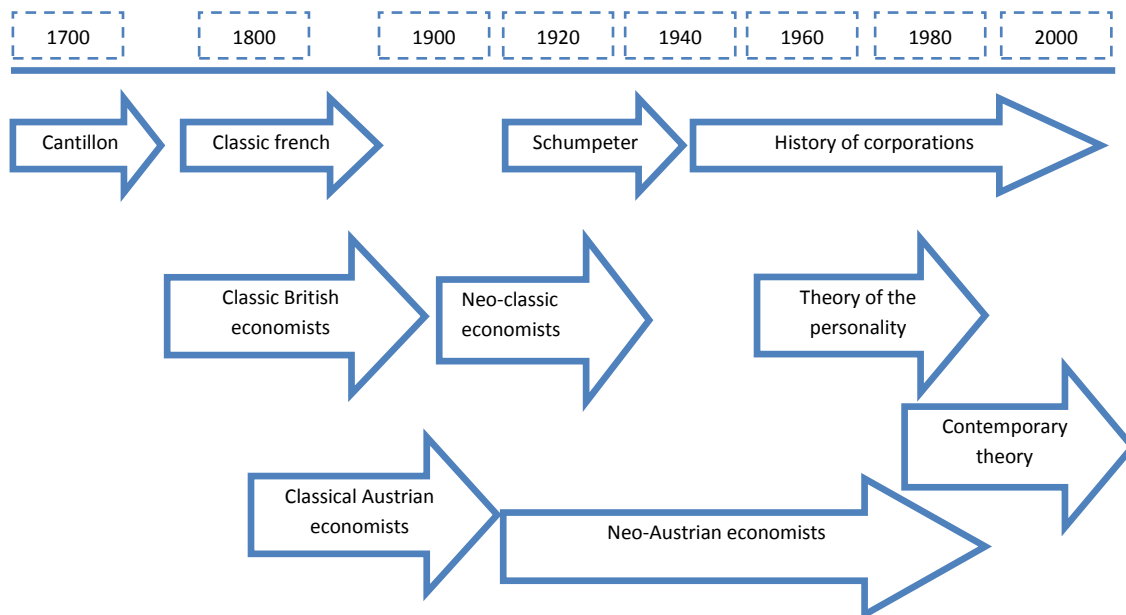 1700
1800
1900
1920
1940
1960
1980
2000
Cantillon
Classic french
Schumpeter
History of corporations
Classic British
economists
Neo-classic
economists
Theory of the
personality
Contemporary
theory
Classical Austrian
economists
Neo-Austrian economists